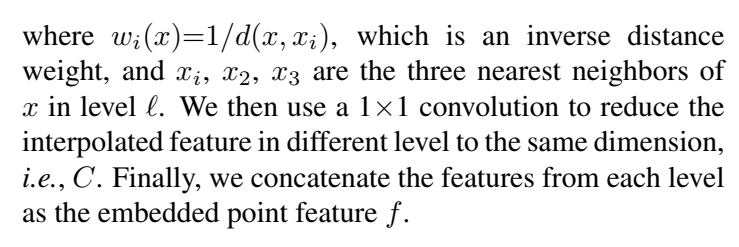 where w_i(x)=1/d(x, x_i), which is an inverse distance
weight, and x_i, x_2, x_3 are the three nearest neighbors of
x in level ℓ. We then use a 1×1 convolution to reduce the
interpolated feature in different level to the same dimension,
i.e., C. Finally, we concatenate the features from each level
as the embedded point feature f.